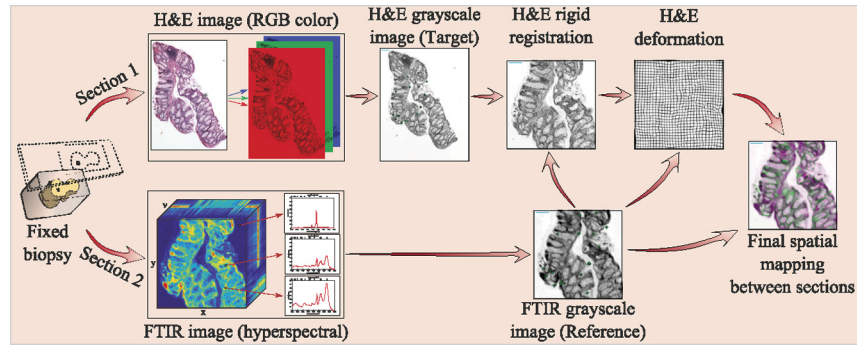 H&E image (RGB color)
H&E grayscale
image (Target)
H&E rigid
registration
H&E
deformation
Section 1
Fixed
biopsy
Section 2
ν
y
x
FTIR image (hyperspectral)
FTIR grayscale
image (Reference)
Final spatial
mapping
between sections